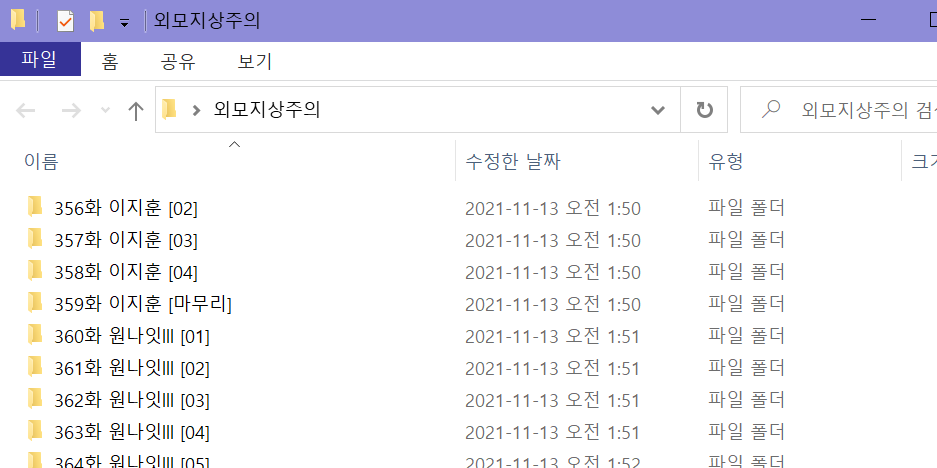 외모지상주의
파일 홈 공유 보기
외모지상주의 외모지상주의 검색
이름 수정한 날짜 유형 크기
356화 이지훈 [02] 2021-11-13 오전 1:50 파일 폴더
357화 이지훈 [03] 2021-11-13 오전 1:50 파일 폴더
358화 이지훈 [04] 2021-11-13 오전 1:50 파일 폴더
359화 이지훈 [마무리] 2021-11-13 오전 1:50 파일 폴더
360화 원나잇III [01] 2021-11-13 오전 1:51 파일 폴더
361화 원나잇III [02] 2021-11-13 오전 1:51 파일 폴더
362화 원나잇III [03] 2021-11-13 오전 1:51 파일 폴더
363화 원나잇III [04] 2021-11-13 오전 1:51 파일 폴더
364화 원나잇III [05] 2021-11-13 오전 1:52 파일 폴더